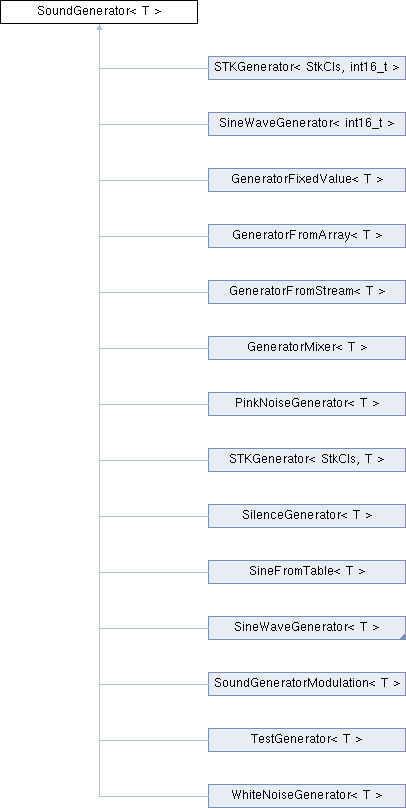 SoundGenerator< T >
STKGenerator< StkCls, int16_t >
SineWaveGenerator< int16_t >
GeneratorFixedValue< T >
GeneratorFromArray< T >
GeneratorFromStream< T >
GeneratorMixer< T >
PinkNoiseGenerator< T >
STKGenerator< StkCls, T >
SilenceGenerator< T >
SineFromTable< T >
SineWaveGenerator< T >
SoundGeneratorModulation< T >
TestGenerator< T >
WhiteNoiseGenerator< T >